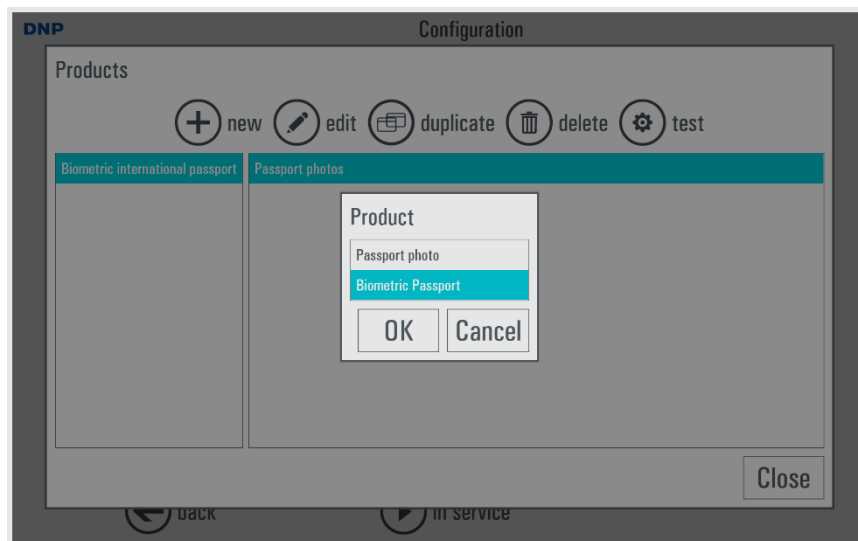 DNP
Configuration
Products
new edit duplicate delete test
Biometric international passport
Passport photos
Product
Passport photo
Biometric Passport
OK Cancel
Close
back
in service